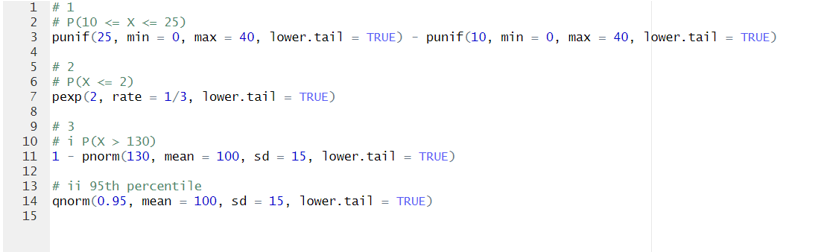 1 # 1
2 # P(10 <= X <= 25)
3 punif(25, min = 0, max = 40, lower.tail = TRUE) - punif(10, min = 0, max = 40, lower.tail = TRUE)
4
5 # 2
6 # P(X <= 2)
7 pexp(2, rate = 1/3, lower.tail = TRUE)
8
9 # 3
10 # i P(X > 130)
11 1 - pnorm(130, mean = 100, sd = 15, lower.tail = TRUE)
12
13 # ii 95th percentile
14 qnorm(0.95, mean = 100, sd = 15, lower.tail = TRUE)
15